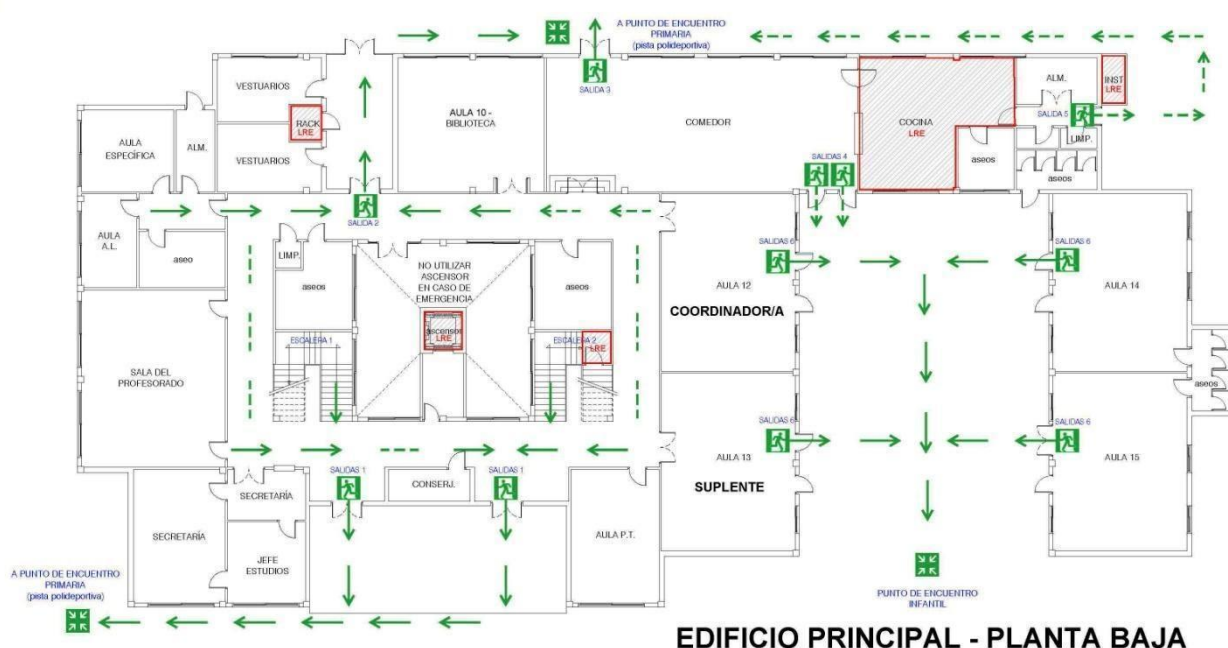 A PUNTO DE ENCUENTRO
PRIMARIA
(pista polideportiva)
SALIDA 3
VESTUARIOS
RACK
LRE
VESTUARIOS
AULA
ESPECÍFICA
ALM.
AULA 10 -
BIBLIOTECA
COMEDOR
COCINA
LRE
ALM.
INST
LRE
SALIDA 5
LIMP.
aseos
aseos
SALIDAS 4
SALIDA 2
AULA
A.L.
aseo
LIMP.
aseos
NO UTILIZAR
ASCENSOR
EN CASO DE
EMERGENCIA
aseos
ascensor
LRE
ESCALERA 1
ESCALERA 2
LRE
SALIDAS 6
AULA 12
COORDINADOR/A
SALIDAS 6
AULA 14
SALA DEL
PROFESORADO
aseos
SALIDAS 6
AULA 13
SUPLENTE
SALIDAS 6
AULA 15
SALIDAS 1
CONSERJ.
SALIDAS 1
SECRETARÍA
SECRETARÍA
JEFE
ESTUDIOS
AULA P.T.
A PUNTO DE ENCUENTRO
PRIMARIA
(pista polideportiva)
PUNTO DE ENCUENTRO
INFANTIL
EDIFICIO PRINCIPAL - PLANTA BAJA